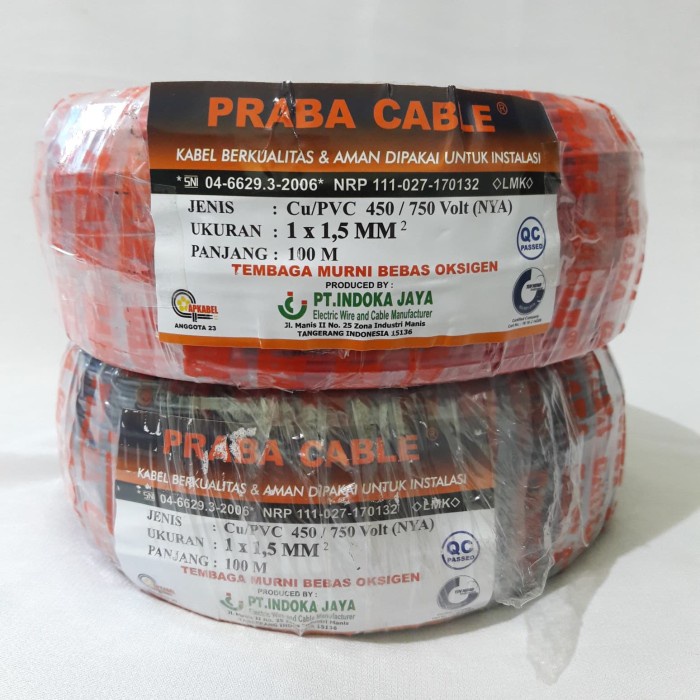 PRABA CABLE®
KABEL BERKUALITAS & AMAN DIPAKAI UNTUK INSTALASI
*SNI 04-6629.3-2006* NRP 111-027-170132 ◇LMK◇
JENIS : Cu/PVC 450 / 750 Volt (NYA)
UKURAN : 1 x 1,5 MM²
PANJANG : 100 M
QC PASSED
TEMBAGA MURNI BEBAS OKSIGEN
PRODUCED BY :
PT.INDOKA JAYA
Electric Wire and Cable Manufacturer
Jl. Manis II No. 25 Zona Industri Manis
TANGERANG INDONESIA 15136
APKABEL
ANGGOTA 23
PRABA CABLE
KABEL BERKUALITAS & AMAN DIPAKAI UNTUK INSTALASI
*SNI 04-6629.3-2006* NRP 111-027-170132 ◇LMK◇
JENIS : Cu/PVC 450 / 750 Volt (NYA)
UKURAN : 1 x 1,5 MM²
PANJANG : 100 M
QC PASSED
TEMBAGA MURNI BEBAS OKSIGEN
PRODUCED BY :
PT.INDOKA JAYA
Electric Wire and Cable Manufacturer